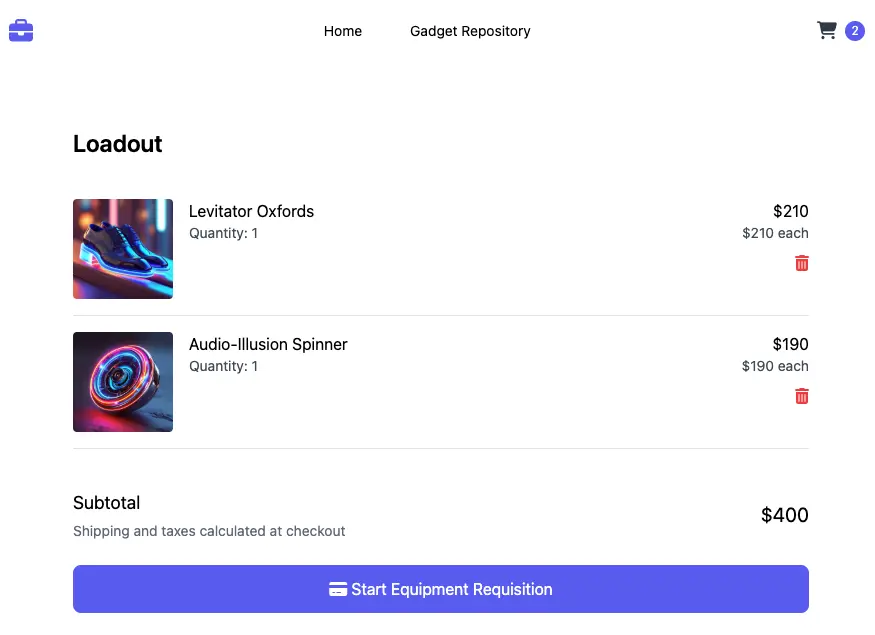 Home
Gadget Repository
2
Loadout
Levitator Oxfords
$210
Quantity: 1
$210 each
Audio-Illusion Spinner
$190
Quantity: 1
$190 each
Subtotal
$400
Shipping and taxes calculated at checkout
Start Equipment Requisition